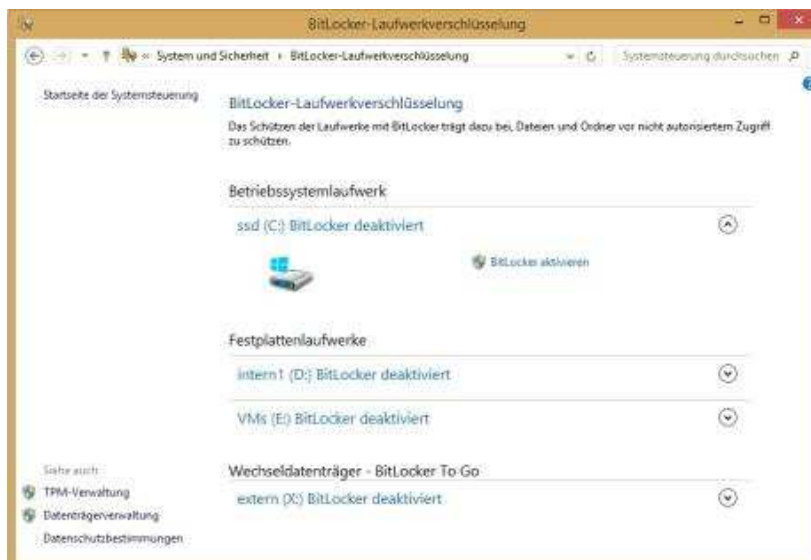 BitLocker-Laufwerkverschlüsselung
« System und Sicherheit › BitLocker-Laufwerkverschlüsselung
Systemsteuerung durchsuchen
Startseite der Systemsteuerung
BitLocker-Laufwerkverschlüsselung
Das Schützen der Laufwerke mit BitLocker trägt dazu bei, Dateien und Ordner vor nicht autorisiertem Zugriff
zu schützen.
Betriebssystemlaufwerk
ssd (C:) BitLocker deaktiviert
BitLocker aktivieren
Festplattenlaufwerke
intern1 (D:) BitLocker deaktiviert
VMs (E:) BitLocker deaktiviert
Wechseldatenträger - BitLocker To Go
extern (X:) BitLocker deaktiviert
Siehe auch
TPM-Verwaltung
Datenträgerverwaltung
Datenschutzbestimmungen